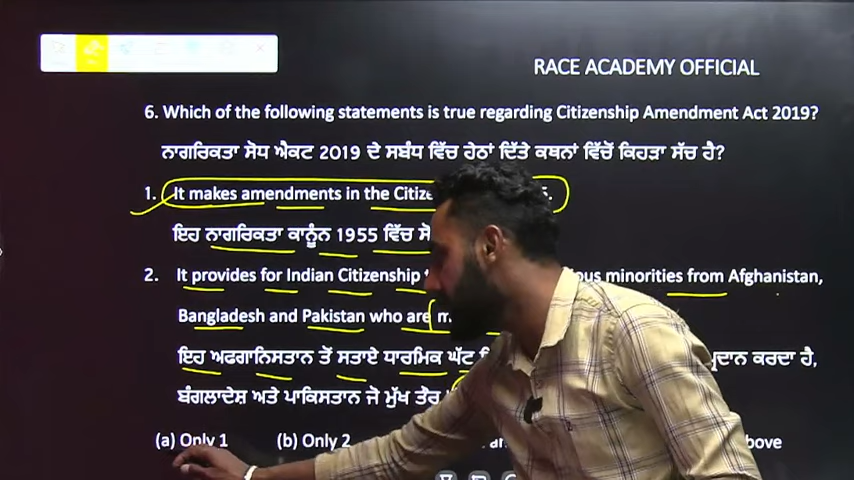 RACE ACADEMY OFFICIAL
6. Which of the following statements is true regarding Citizenship Amendment Act 2019?
ਨਾਗਰਿਕਤਾ ਸੋਧ ਐਕਟ 2019 ਦੇ ਸਬੰਧ ਵਿੱਚ ਹੇਠਾਂ ਦਿੱਤੇ ਕਥਨਾਂ ਵਿੱਚੋਂ ਕਿਹੜਾ ਸੱਚ ਹੈ?
1. It makes amendments in the
ਇਹ ਨਾਗਰਿਕਤਾ ਕਾਨੂੰਨ 1955 ਵਿੱਚ
2. It provides for Indian Citizenship minorities from Afghanistan,
Bangladesh and Pakistan who are
ਇਹ ਅਫਗਾਨਿਸਤਾਨ ਤੋਂ ਸਤਾਏ ਧਾਰਮਿਕ ਘੱਟ ਕਰਦਾ ਹੈ,
ਬੰਗਲਾਦੇਸ਼ ਅਤੇ ਪਾਕਿਸਤਾਨ ਜੋ ਮੁੱਖ ਤੌਰ
(a) Only 1 (b) Only 2